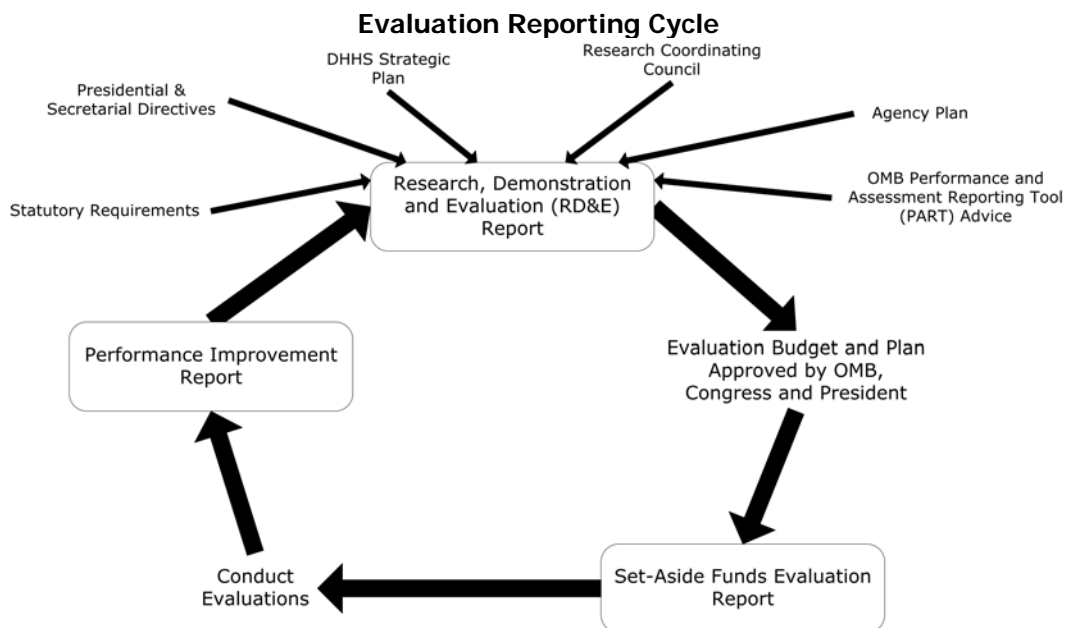 Evaluation Reporting Cycle
DHHS Strategic
Plan
Research Coordinating
Council
Presidential &
Secretarial Directives
Agency Plan
Statutory Requirements
Research, Demonstration
and Evaluation (RD&E)
Report
OMB Performance and
Assessment Reporting Tool
(PART) Advice
Performance Improvement
Report
Evaluation Budget and Plan
Approved by OMB,
Congress and President
Conduct
Evaluations
Set-Aside Funds Evaluation
Report